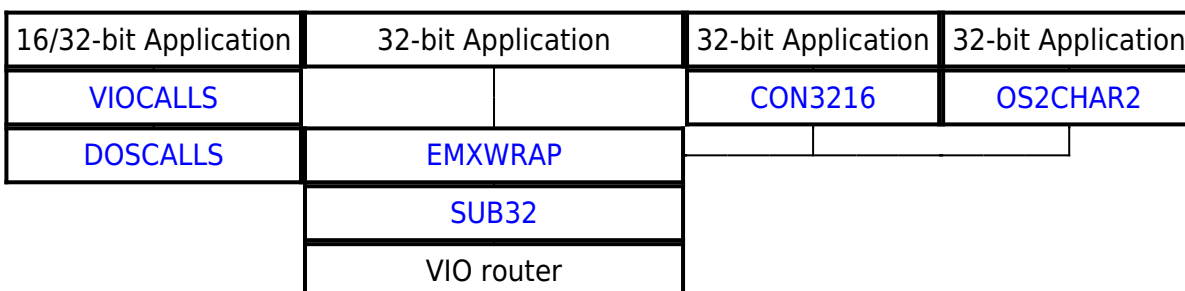 16/32-bit Application 32-bit Application 32-bit Application 32-bit Application
VIOCALLS CON3216 OS2CHAR2
DOSCALLS EMXWRAP
SUB32
VIO router